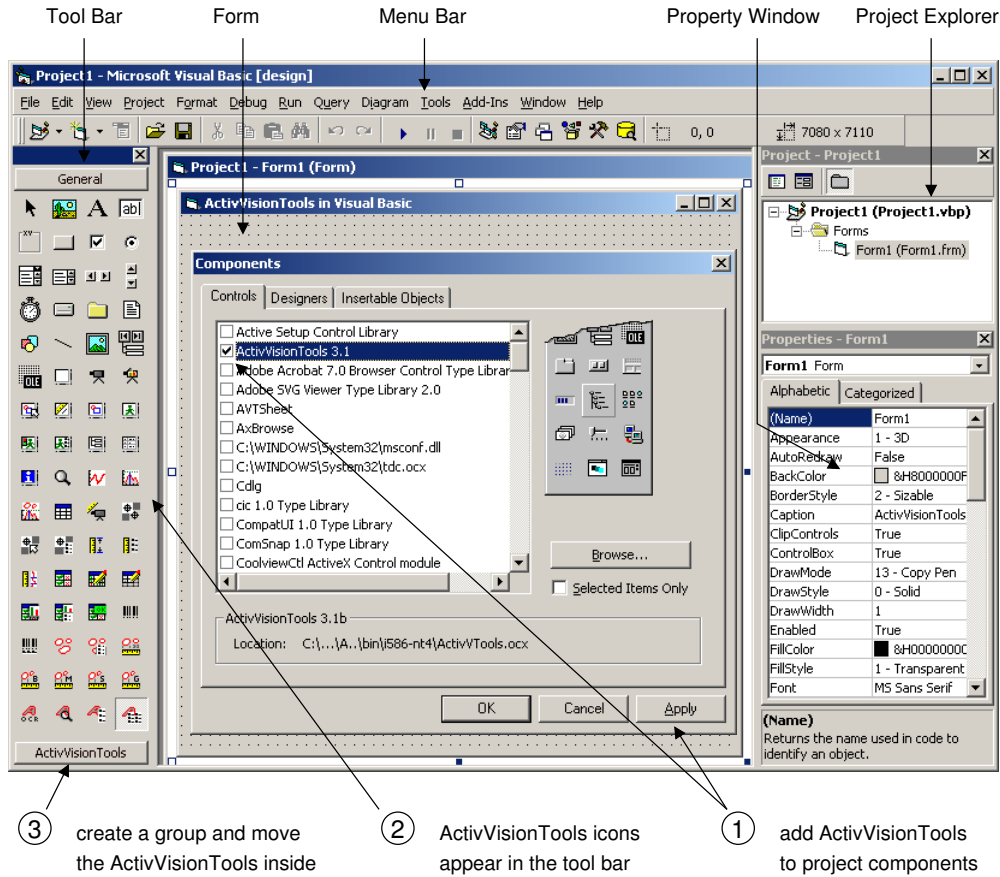 Tool Bar
Form
Menu Bar
Property Window
Project Explorer
Project1 - Microsoft Visual Basic [design]
File Edit View Project Format Debug Run Query Diagram Tools Add-Ins Window Help
0, 0
7080 x 7110
General
A
ab
XY
OLE
OCR
ActivVisionTools
Project1 - Form1 (Form)
ActivVisionTools in Visual Basic
Components
Controls
Designers
Insertable Objects
Active Setup Control Library
ActivVisionTools 3.1
Adobe Acrobat 7.0 Browser Control Type Librar
Adobe SVG Viewer Type Library 2.0
AVTSheet
AxBrowse
C:\WINDOWS\System32\msconf.dll
C:\WINDOWS\System32\tdc.ocx
Cdlg
cic 1.0 Type Library
CompatUI 1.0 Type Library
ComSnap 1.0 Type Library
CoolviewCtl ActiveX Control module
OLE
Browse...
Selected Items Only
ActivVisionTools 3.1b
Location: C:\...\A..\bin\i586-nt4\ActivVTools.ocx
OK
Cancel
Apply
Project - Project1
Project1 (Project1.vbp)
Forms
Form1 (Form1.frm)
Properties - Form1
Form1 Form
Alphabetic
Categorized
(Name) Form1
Appearance 1 - 3D
AutoRedraw False
BackColor &H8000000F
BorderStyle 2 - Sizable
Caption ActivVisionTools
ClipControls True
ControlBox True
DrawMode 13 - Copy Pen
DrawStyle 0 - Solid
DrawWidth 1
Enabled True
FillColor &H0000000C
FillStyle 1 - Transparent
Font MS Sans Serif
(Name)
Returns the name used in code to
identify an object.
3
create a group and move
the ActivVisionTools inside
2
ActivVisionTools icons
appear in the tool bar
1
add ActivVisionTools
to project components